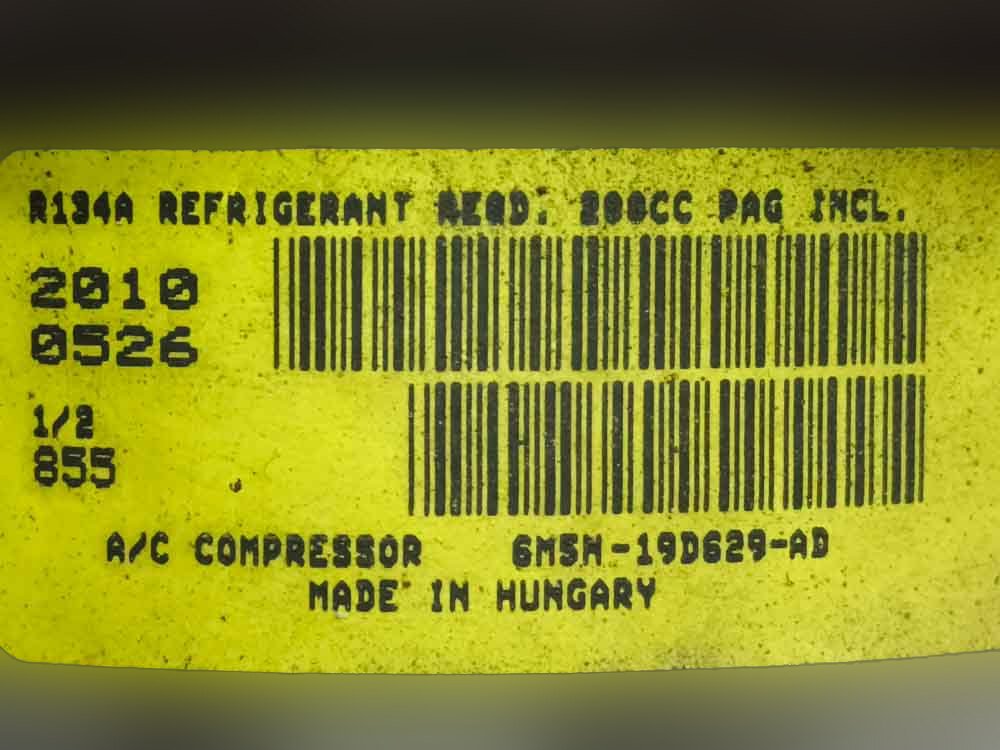 R134A REFRIGERANT REQD. 200CC PAG INCL.
2010
0526
1/2
855
A/C COMPRESSOR 6M5H-19D629-AD
MADE IN HUNGARY